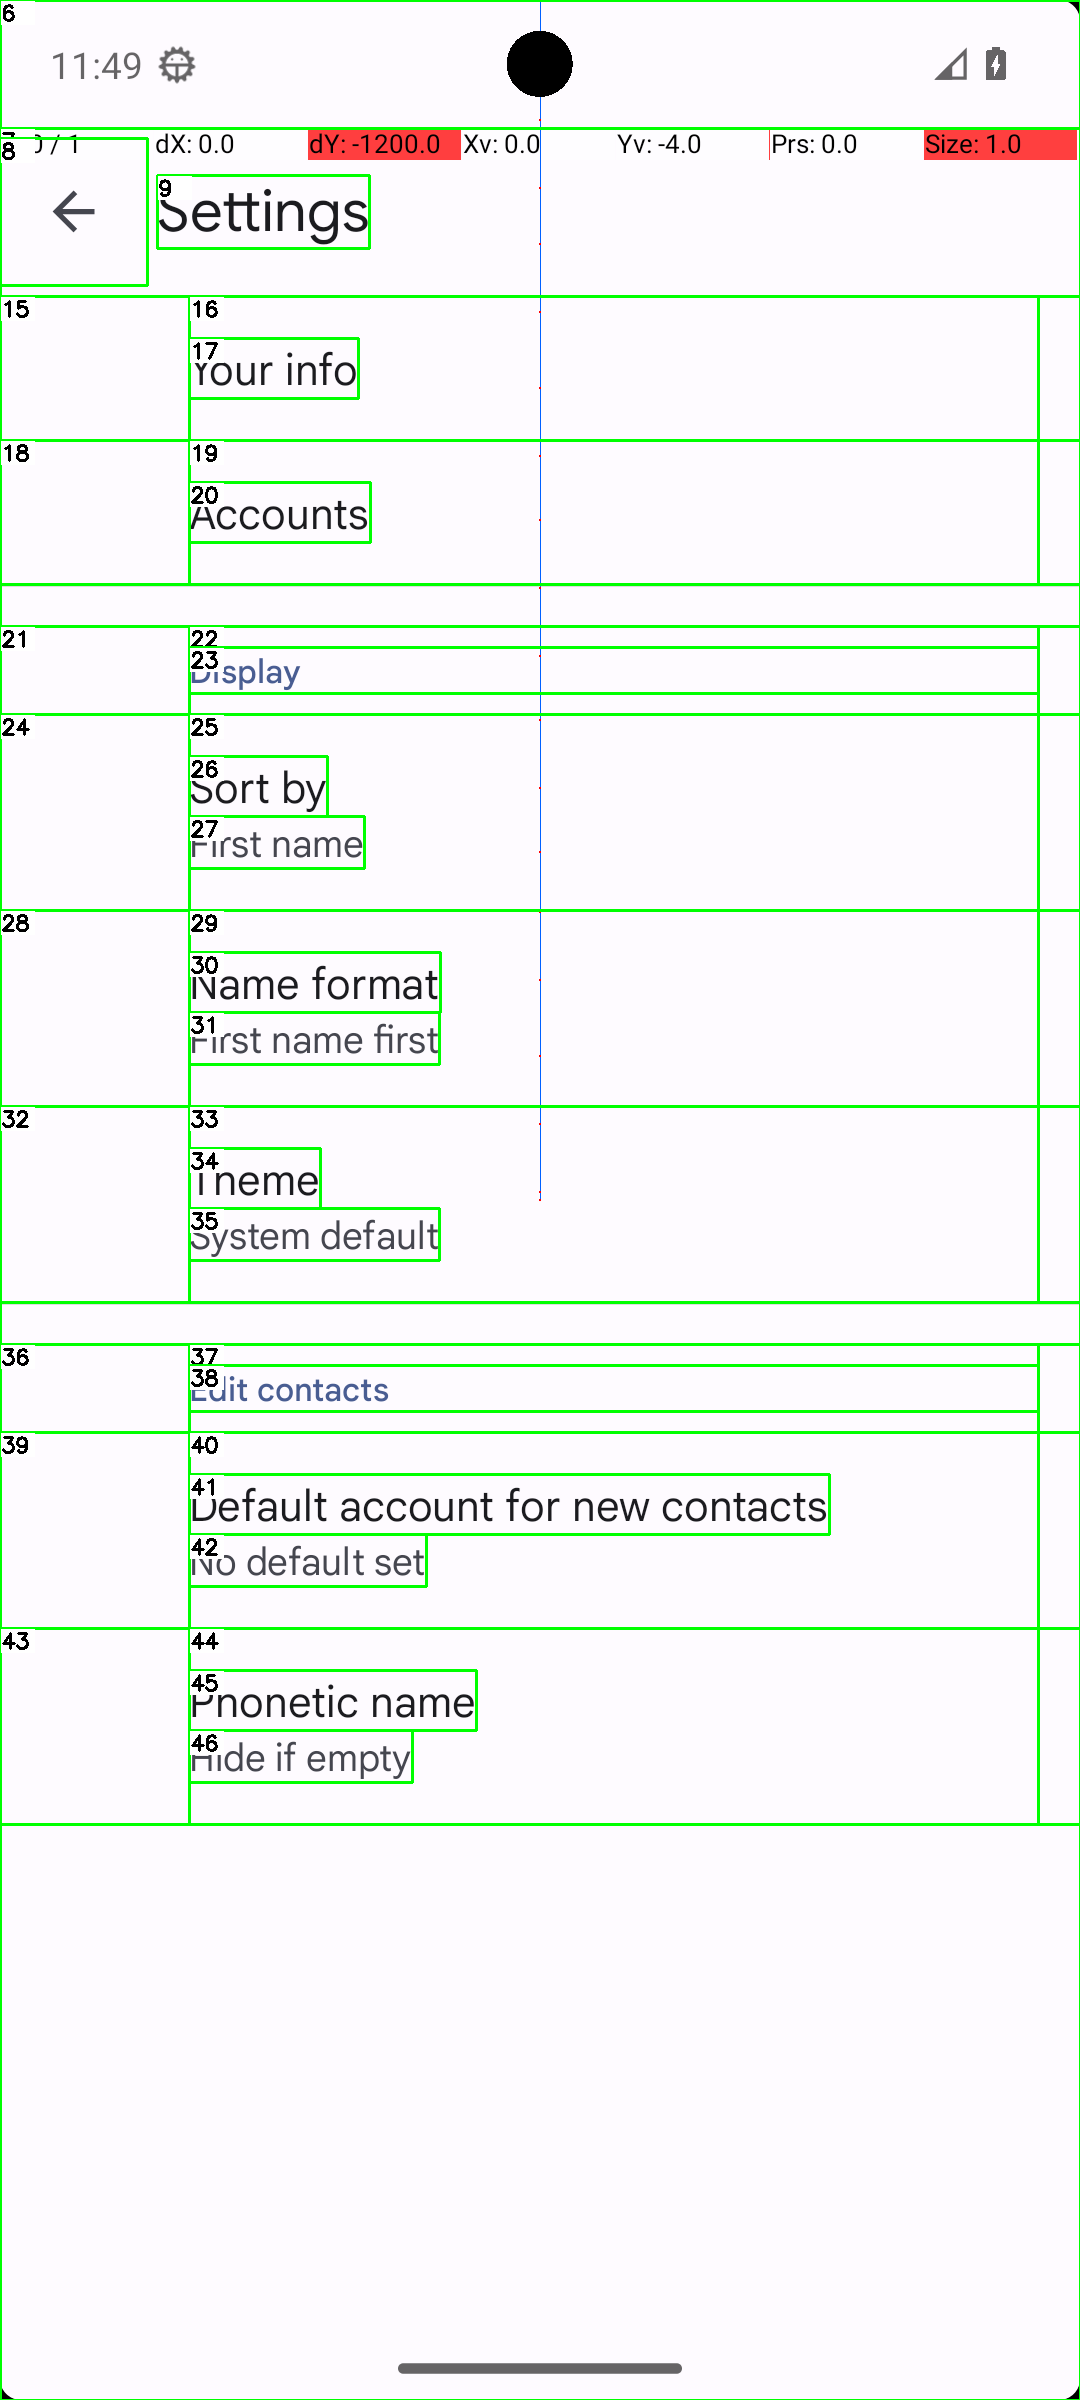 6
11:49
7
8
0 / 1
dX: 0.0
dY: -1200.0
Xv: 0.0
Yv: -4.0
Prs: 0.0
Size: 1.0
9
Settings
15
16
17
Your info
18
19
20
Accounts
21
22
23
Display
24
25
26
Sort by
27
First name
28
29
30
Name format
31
First name first
32
33
34
Theme
35
System default
36
37
38
Edit contacts
39
40
41
Default account for new contacts
42
No default set
43
44
45
Phonetic name
46
Hide if empty